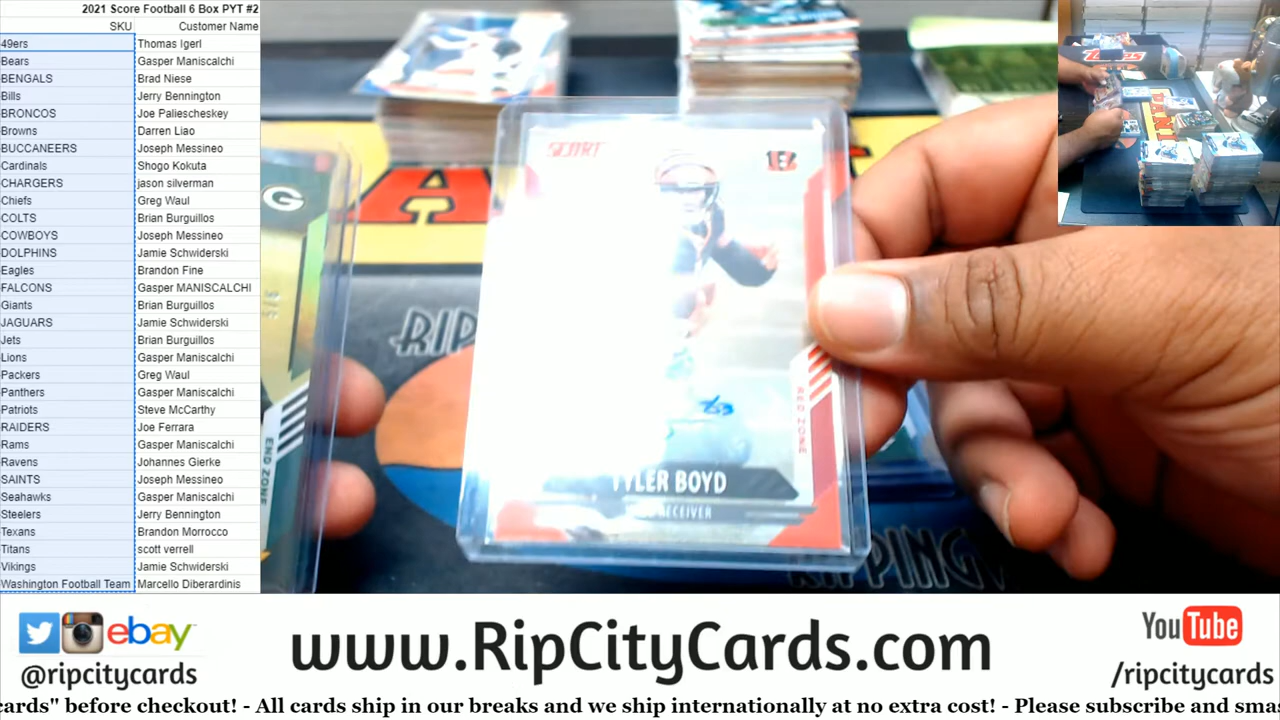 2021 Score Football 6 Box PYT #2
SKU Customer Name
49ers Thomas Igerl
Bears Gasper Maniscalchi
BENGALS Brad Niese
Bills Jerry Bennington
BRONCOS Joe Paliescheskey
Browns Darren Liao
BUCCANEERS Joseph Messineo
Cardinals Shogo Kokuta
CHARGERS jason silverman
Chiefs Greg Waul
COLTS Brian Burguillos
COWBOYS Joseph Messineo
DOLPHINS Jamie Schwiderski
Eagles Brandon Fine
FALCONS Gasper MANISCALCHI
Giants Brian Burguillos
JAGUARS Jamie Schwiderski
Jets Brian Burguillos
Lions Gasper Maniscalchi
Packers Greg Waul
Panthers Gasper Maniscalchi
Patriots Steve McCarthy
RAIDERS Joe Ferrara
Rams Gasper Maniscalchi
Ravens Johannes Gierke
SAINTS Joseph Messineo
Seahawks Gasper Maniscalchi
Steelers Jerry Bennington
Texans Brandon Morrocco
Titans scott verrell
Vikings Jamie Schwiderski
Washington Football Team Marcello Diberardinis
G
END ZONE
SCORE
B
RED ZONE
TYLER BOYD
RECEIVER
RIP
RIPPING
PANINI
ebay
@ripcitycards
www.RipCityCards.com
YouTube
/ripcitycards
cards" before checkout! - All cards ship in our breaks and we ship internationally at no extra cost! - Please subscribe and smas